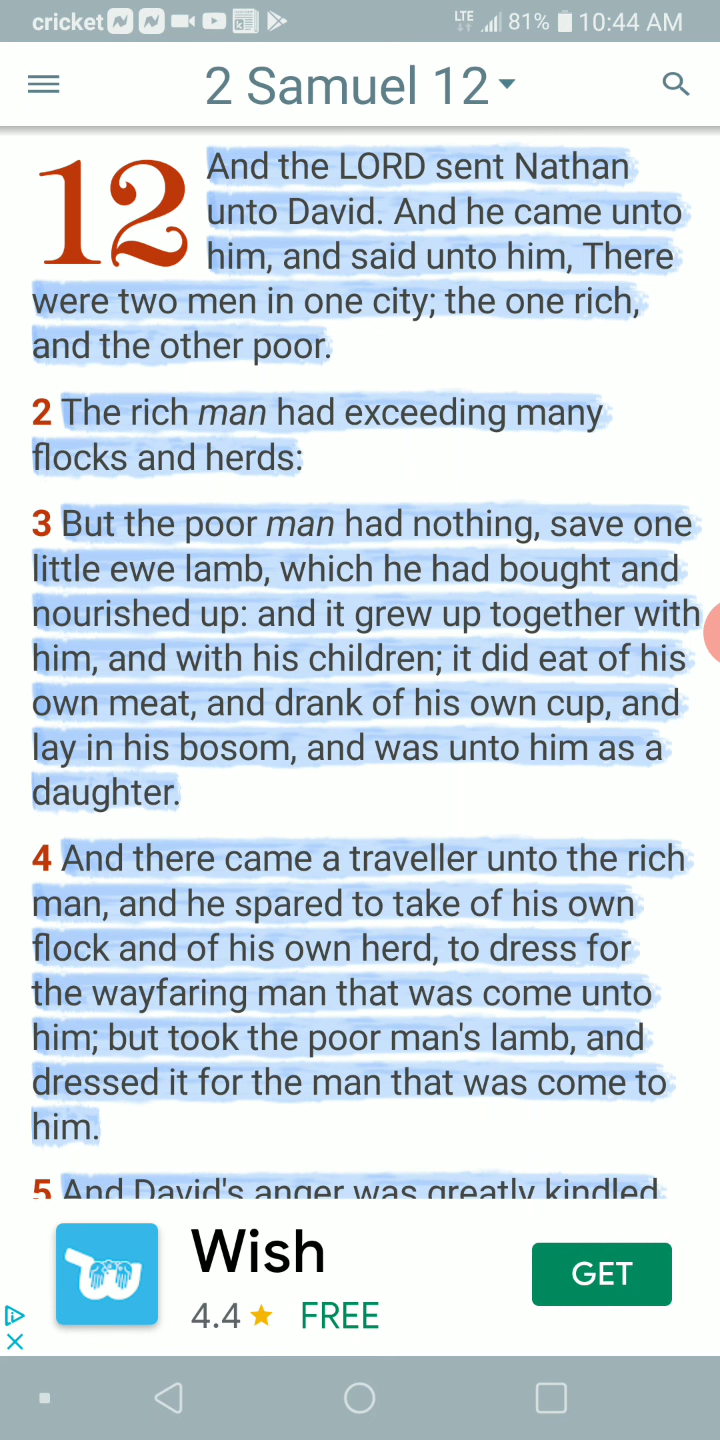 cricket LTE 81% 10:44 AM
2 Samuel 12
12 And the LORD sent Nathan
unto David. And he came unto
him, and said unto him, There
were two men in one city; the one rich,
and the other poor.
2 The rich man had exceeding many
flocks and herds:
3 But the poor man had nothing, save one
little ewe lamb, which he had bought and
nourished up: and it grew up together with
him, and with his children; it did eat of his
own meat, and drank of his own cup, and
lay in his bosom, and was unto him as a
daughter.
4 And there came a traveller unto the rich
man, and he spared to take of his own
flock and of his own herd, to dress for
the wayfaring man that was come unto
him; but took the poor man's lamb, and
dressed it for the man that was come to
him.
5 And David's anger was greatly kindled
Wish
GET
4.4 ★ FREE